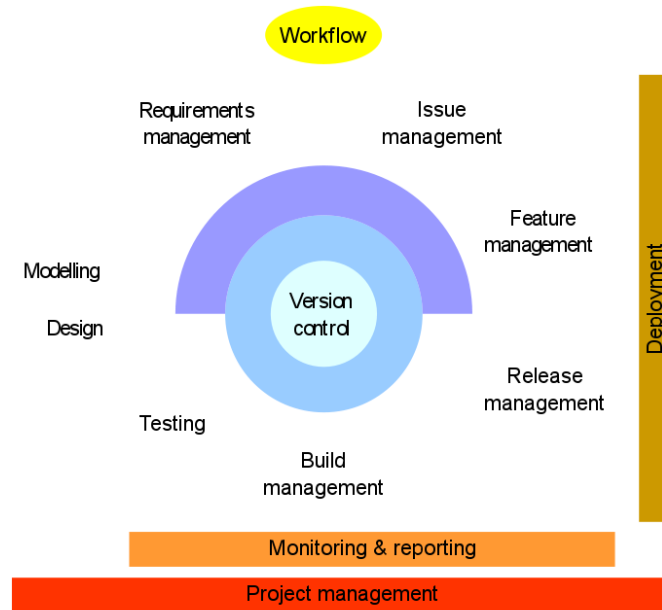 Workflow
Requirements
management
Issue
management
Feature
management
Modelling
Version
control
Design
Deployment
Release
management
Testing
Build
management
Monitoring & reporting
Project management